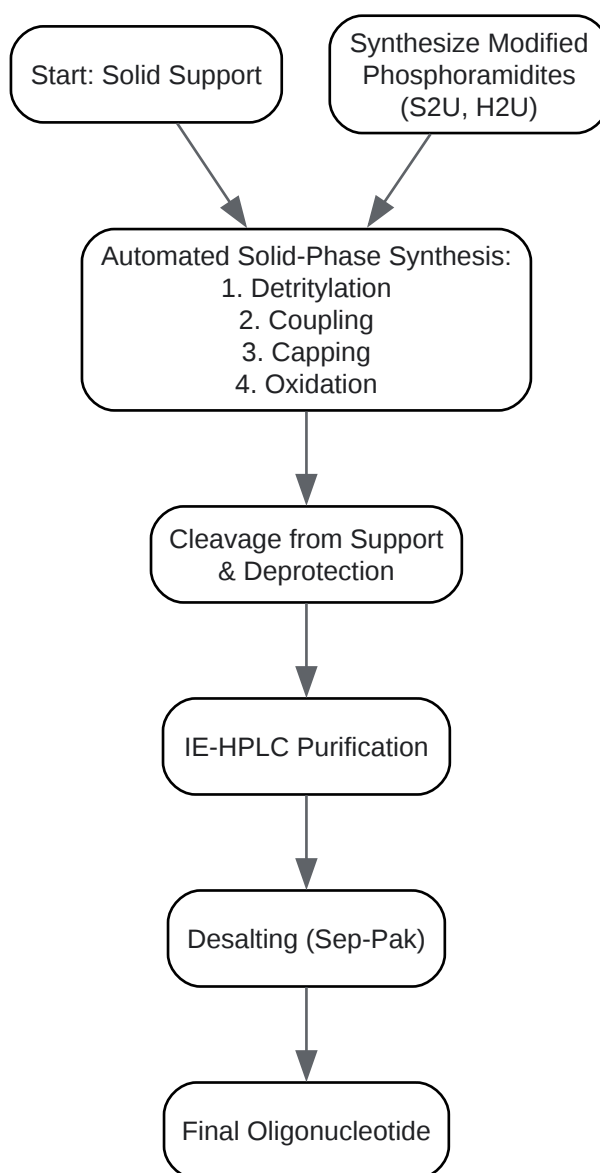 Start: Solid Support
Synthesize Modified
Phosphoramidites
(S2U, H2U)
Automated Solid-Phase Synthesis:
1. Detritylation
2. Coupling
3. Capping
4. Oxidation
Cleavage from Support
& Deprotection
IE-HPLC Purification
Desalting (Sep-Pak)
Final Oligonucleotide